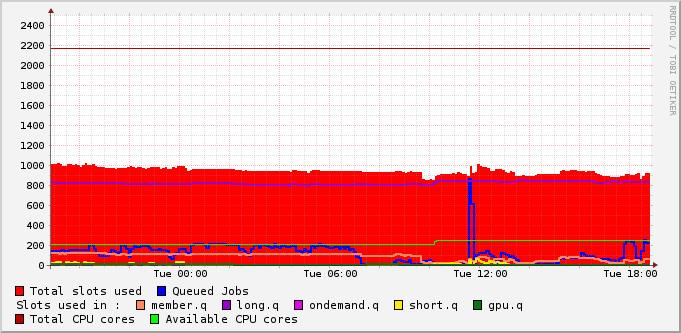 RRDTOOL / TOBI OETIKER
2400
2200
2000
1800
1600
1400
1200
1000
800
600
400
200
0
Tue 00:00 Tue 06:00 Tue 12:00 Tue 18:00
Total slots used Queued Jobs
Slots used in : member.q long.q ondemand.q short.q gpu.q
Total CPU cores Available CPU cores